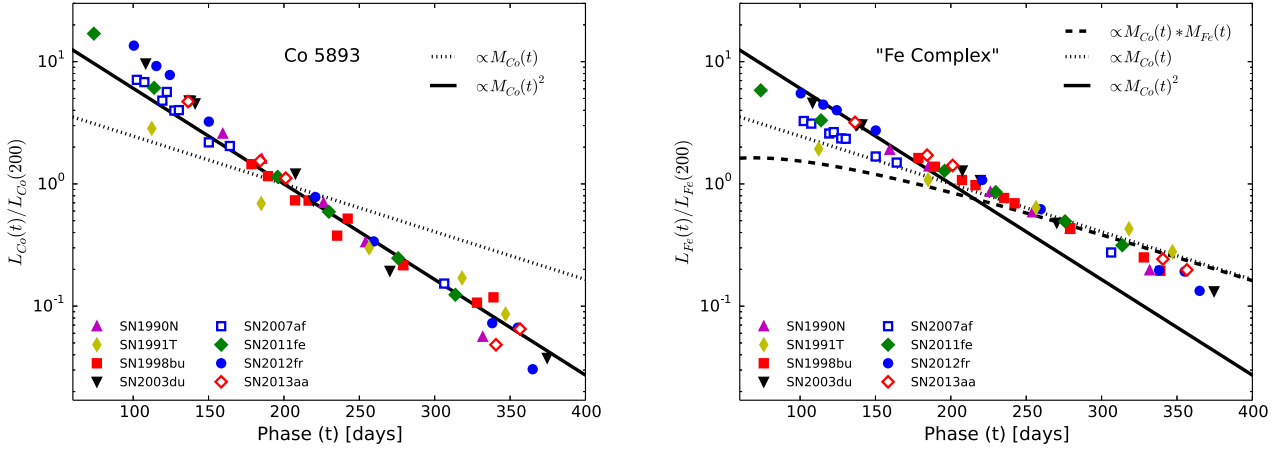 Co 5893
∝M_Co(t)
∝M_Co(t)^2
L_Co(t)/L_Co(200)
10^1
10^0
10^-1
SN1990N
SN1991T
SN1998bu
SN2003du
SN2007af
SN2011fe
SN2012fr
SN2013aa
100 150 200 250 300 350 400
Phase (t) [days]
"Fe Complex"
∝M_Co(t) * M_Fe(t)
∝M_Co(t)
∝M_Co(t)^2
L_Fe(t)/L_Fe(200)
10^1
10^0
10^-1
SN1990N
SN1991T
SN1998bu
SN2003du
SN2007af
SN2011fe
SN2012fr
SN2013aa
100 150 200 250 300 350 400
Phase (t) [days]